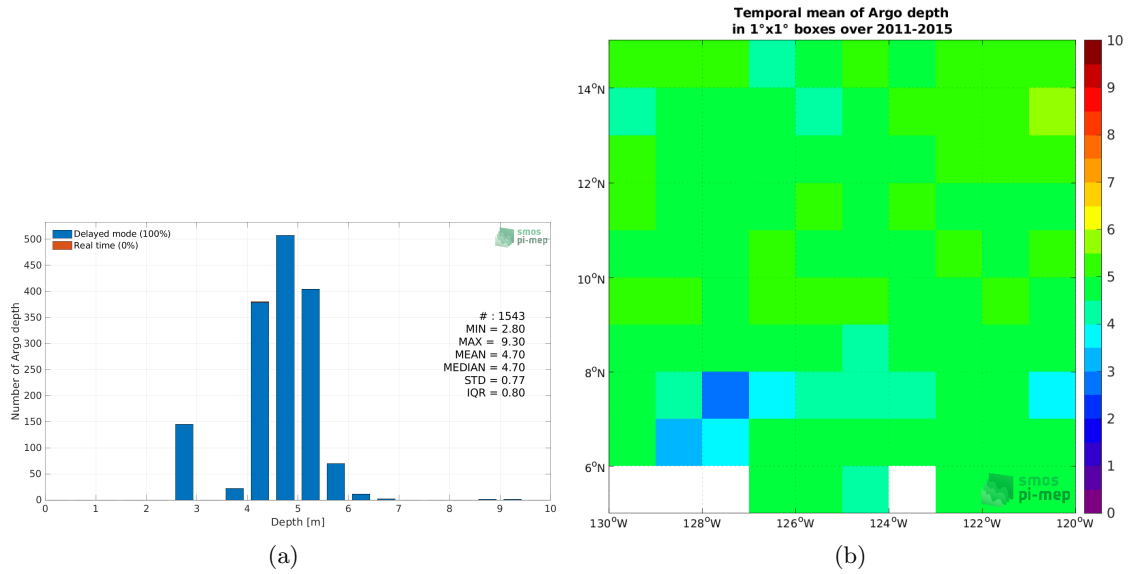 Temporal mean of Argo depth
in 1°x1° boxes over 2011-2015
Delayed mode (100%)
Real time (0%)
smos
pi-mep
# : 1543
MIN = 2.80
MAX = 9.30
MEAN = 4.70
MEDIAN = 4.70
STD = 0.77
IQR = 0.80
Number of Argo depth
500
450
400
350
300
250
200
150
100
50
0
0 1 2 3 4 5 6 7 8 9 10
Depth [m]
(a)
14°N
12°N
10°N
8°N
6°N
130°W 128°W 126°W 124°W 122°W 120°W
smos
pi-mep
10
9
8
7
6
5
4
3
2
1
0
(b)